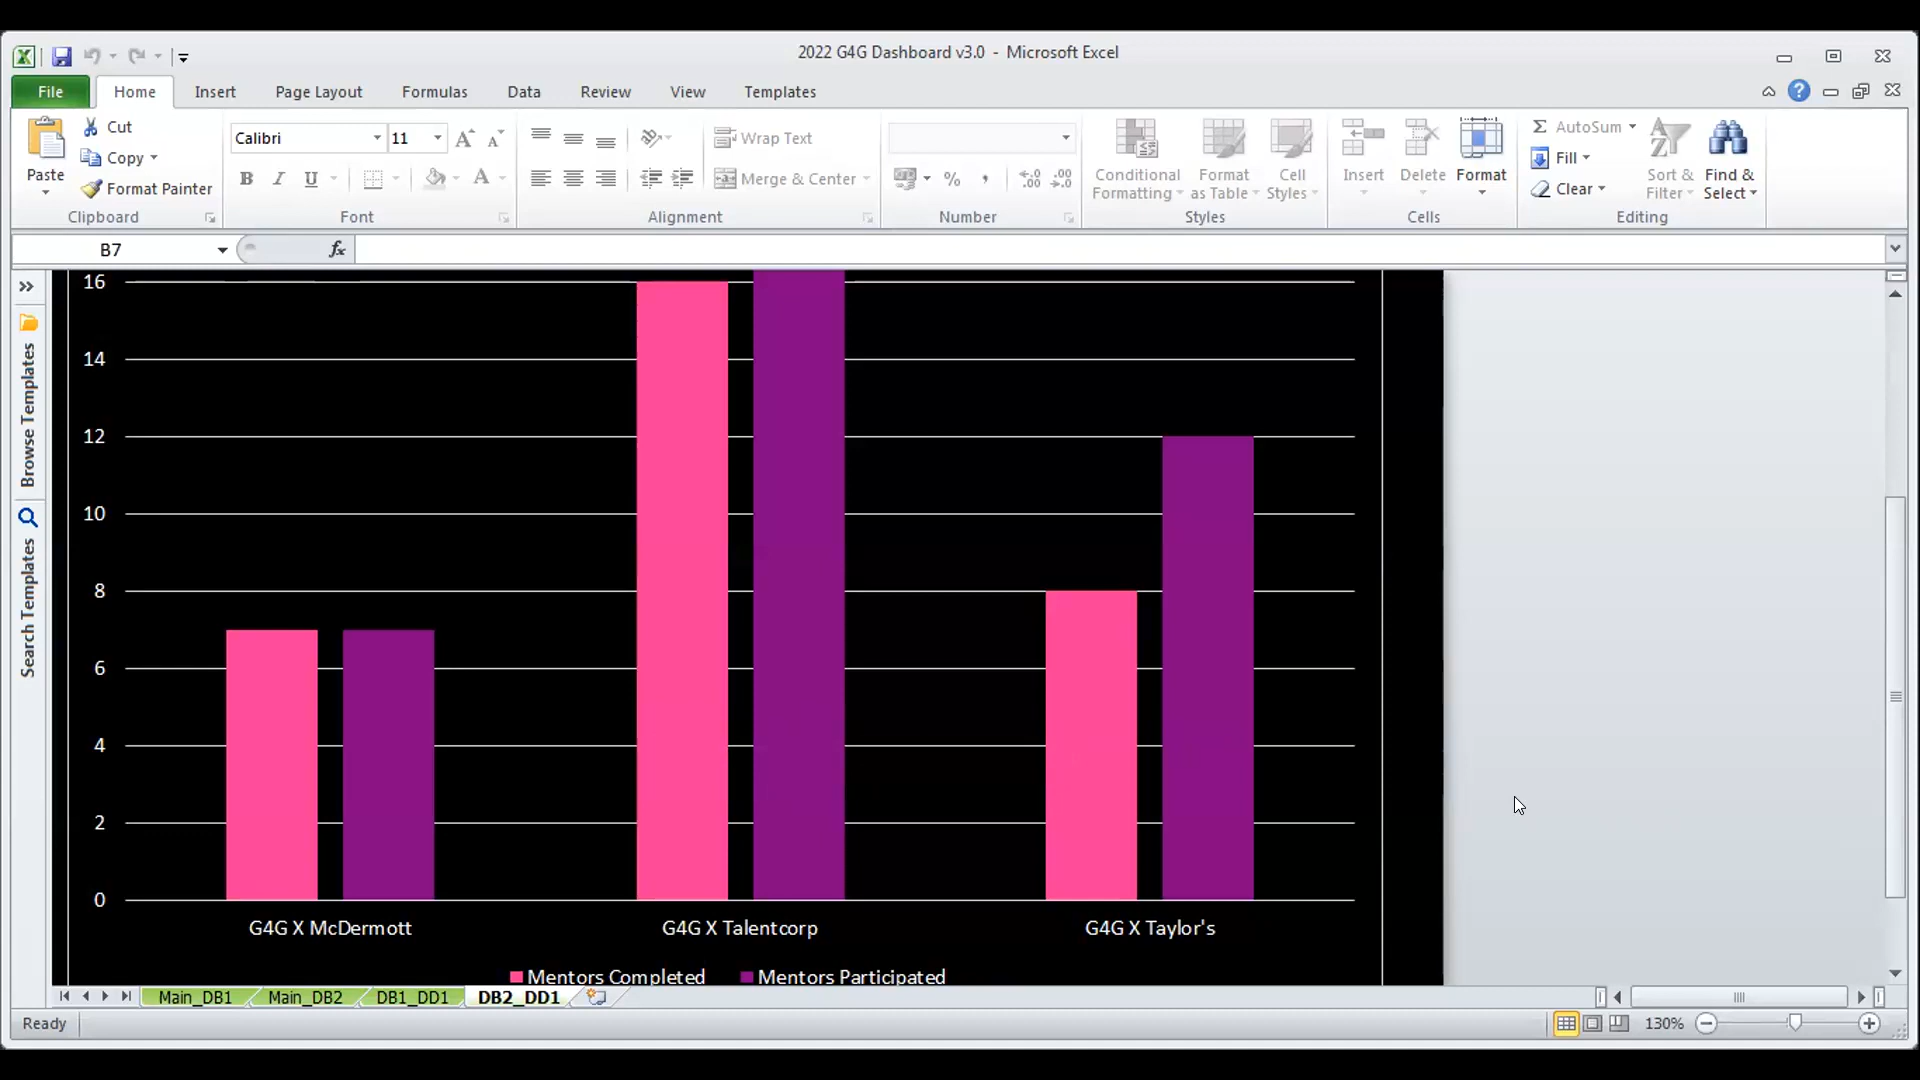 2022 G4G Dashboard v3.0 - Microsoft Excel
File Home Insert Page Layout Formulas Data Review View Templates
Paste
Cut
Copy
Format Painter
Clipboard
Calibri 11
B I U
A
Font
Wrap Text
Merge & Center
Alignment
%
,
Number
Conditional Formatting
Format as Table
Cell Styles
Styles
Insert Delete Format
Cells
Σ AutoSum
Fill
Clear
Sort & Filter
Find & Select
Editing
B7
fx
Browse Templates
Search Templates
16
14
12
10
8
6
4
2
0
G4G X McDermott G4G X Talentcorp G4G X Taylor's
Mentors Completed Mentors Participated
Main_DB1 Main_DB2 DB1_DD1 DB2_DD1
Ready
130%